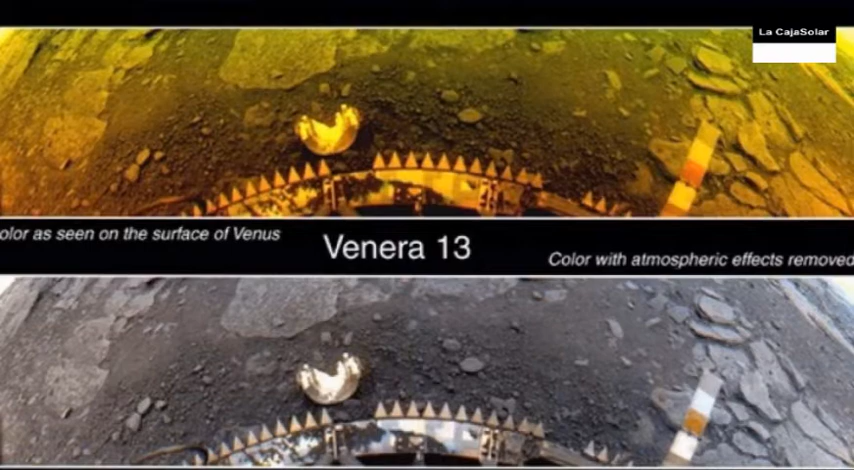 La CajaSolar
olor as seen on the surface of Venus
Venera 13
Color with atmospheric effects removed